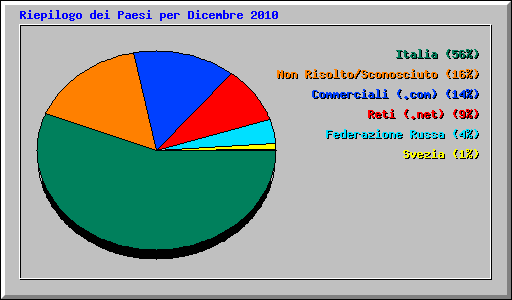 Riepilogo dei Paesi per Dicembre 2010
Italia (56%)
Non Risolto/Sconosciuto (16%)
Commerciali (.com) (14%)
Reti (.net) (9%)
Federazione Russa (4%)
Svezia (1%)